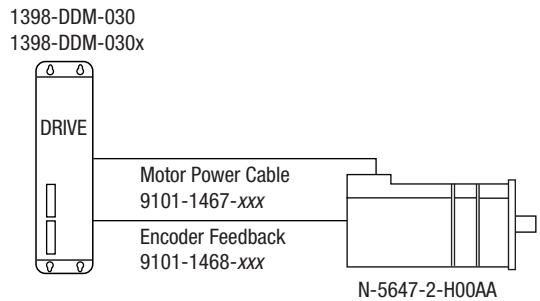 1398-DDM-030
1398-DDM-030x
DRIVE
Motor Power Cable
9101-1467-xxx
Encoder Feedback
9101-1468-xxx
N-5647-2-H00AA